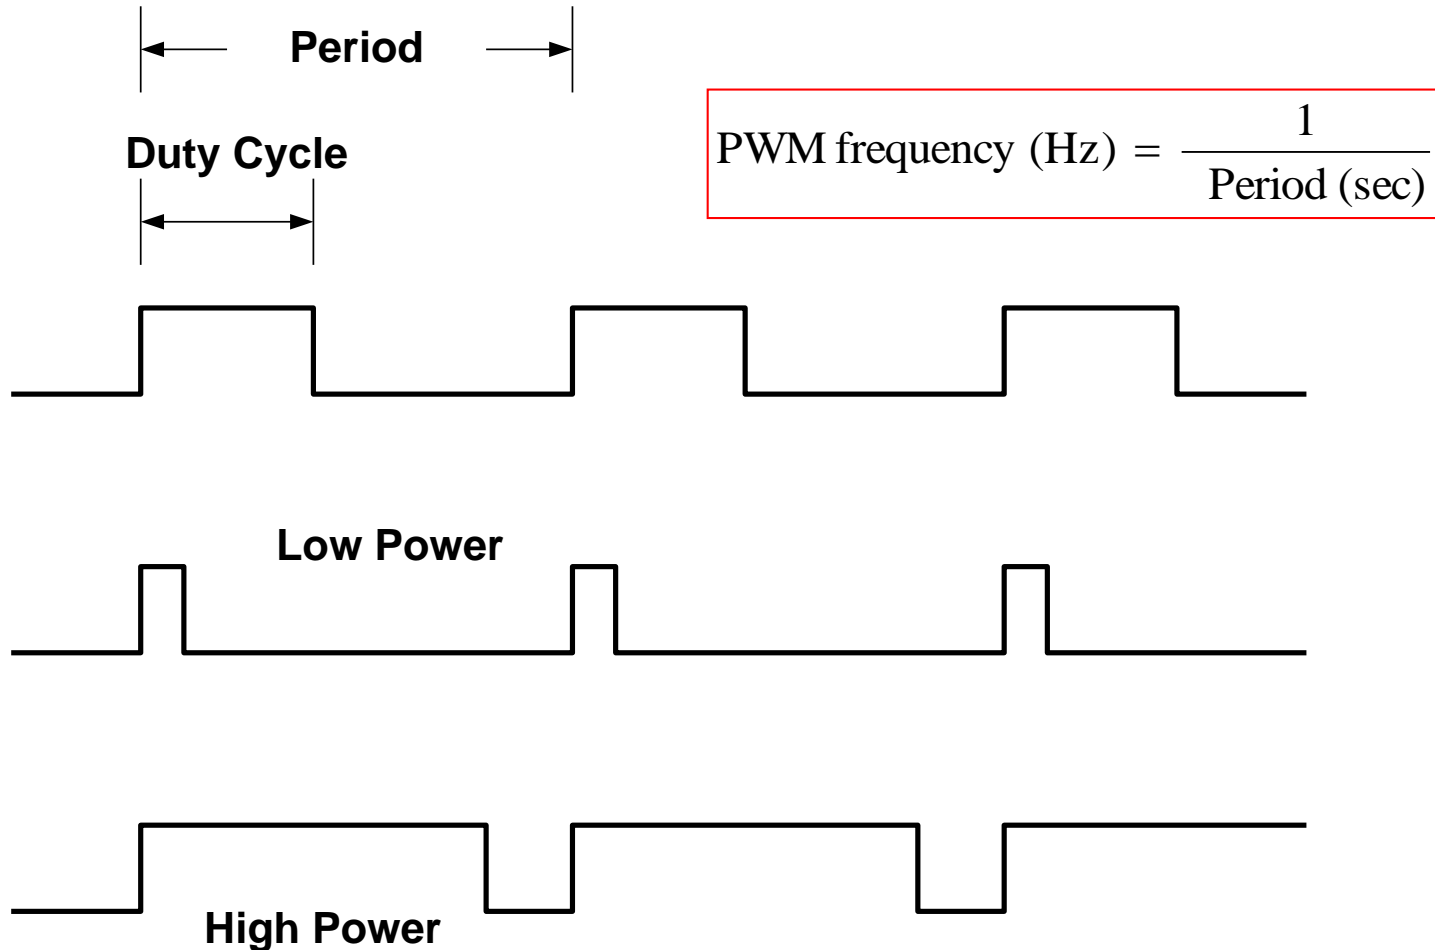 Period
Duty Cycle
PWM frequency (Hz) = 1 / Period (sec)
Low Power
High Power